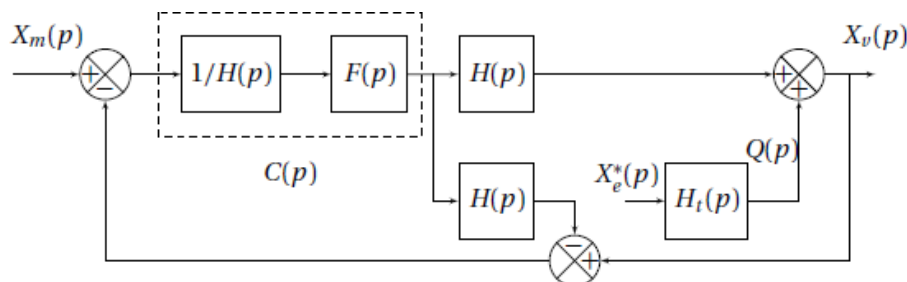 X_m(p)
+
−
1/H(p)
F(p)
H(p)
+
+
X_v(p)
C(p)
H(p)
X_e^*(p)
H_t(p)
Q(p)
−
+